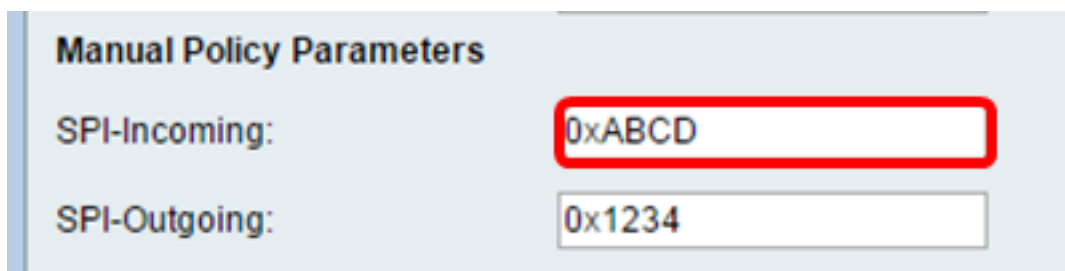 Manual Policy Parameters
SPI-Incoming: 0xABCD
SPI-Outgoing: 0x1234